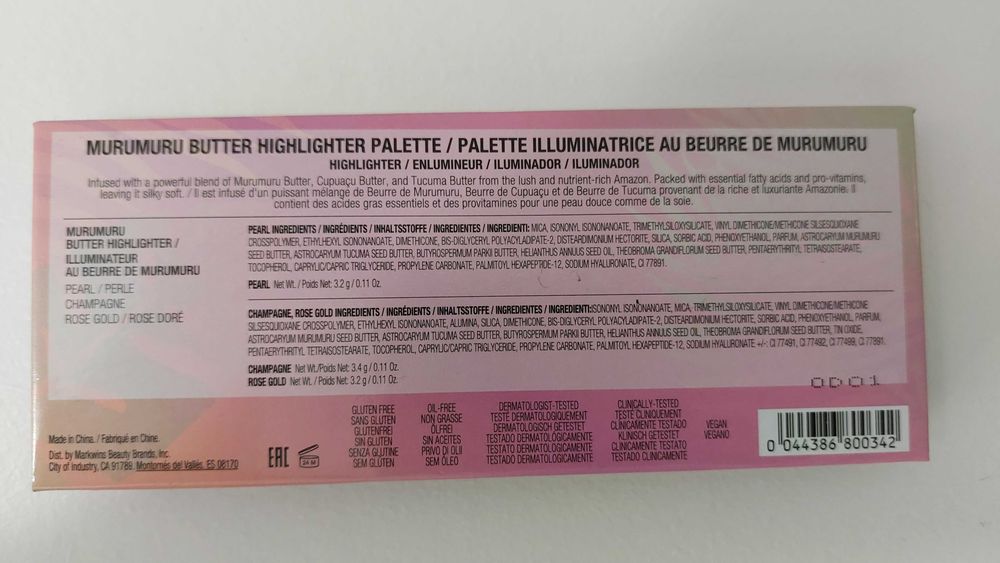 MURUMURU BUTTER HIGHLIGHTER PALETTE / PALETTE ILLUMINATRICE AU BEURRE DE MURUMURU
HIGHLIGHTER / ENLUMINEUR / ILUMINADOR / ILUMINADOR
Infused with a powerful blend of Murumuru Butter, Cupuaçu Butter, and Tucuma Butter from the lush and nutrient-rich Amazon. Packed with essential fatty acids and pro-vitamins,
leaving it silky soft. / Il est infusé d'un puissant mélange de Beurre de Murumuru, Beurre de Cupuaçu et de Beurre de Tucuma provenant de la riche et luxuriante Amazonie. Il
contient des acides gras essentiels et des provitamines pour une peau douce comme de la soie.
MURUMURU
BUTTER HIGHLIGHTER /
ILLUMINATEUR
AU BEURRE DE MURUMURU
PEARL / PERLE
CHAMPAGNE
ROSE GOLD / ROSE DORÉ
PEARL INGREDIENTS / INGRÉDIENTS / INHALTSSTOFFE / INGREDIENTES / INGREDIENTI: MICA, ISONONYL ISONONANOATE, TRIMETHYLSILOXYSILICATE, VINYL DIMETHICONE/METHICONE SILSESQUIOXANE
CROSSPOLYMER, ETHYLHEXYL ISONONANOATE, DIMETHICONE, BIS-DIGLYCERYL POLYACYLADIPATE-2, DISTEARDIMONIUM HECTORITE, SILICA, SORBIC ACID, PHENOXYETHANOL, PARFUM, ASTROCARYUM MURUMURU
SEED BUTTER, ASTROCARYUM TUCUMA SEED BUTTER, BUTYROSPERMUM PARKII BUTTER, HELIANTHUS ANNUUS SEED OIL, THEOBROMA GRANDIFLORUM SEED BUTTER, PENTAERYTHRITYL TETRAISOSTEARATE,
TOCOPHEROL, CAPRYLIC/CAPRIC TRIGLYCERIDE, PROPYLENE CARBONATE, PALMITOYL HEXAPEPTIDE-12, SODIUM HYALURONATE, CI 77891.
PEARL Net Wt. / Poids Net: 3.2 g / 0.11 Oz.
CHAMPAGNE, ROSE GOLD INGREDIENTS / INGRÉDIENTS / INHALTSSTOFFE / INGREDIENTES / INGREDIENTI: ISONONYL ISONONANOATE, MICA, TRIMETHYLSILOXYSILICATE, VINYL DIMETHICONE/METHICONE
SILSESQUIOXANE CROSSPOLYMER, ETHYLHEXYL ISONONANOATE, ALUMINA, SILICA, DIMETHICONE, BIS-DIGLYCERYL POLYACYLADIPATE-2, DISTEARDIMONIUM HECTORITE, SORBIC ACID, PHENOXYETHANOL, PARFUM,
ASTROCARYUM MURUMURU SEED BUTTER, ASTROCARYUM TUCUMA SEED BUTTER, BUTYROSPERMUM PARKII BUTTER, HELIANTHUS ANNUUS SEED OIL, THEOBROMA GRANDIFLORUM SEED BUTTER, TIN OXIDE,
PENTAERYTHRITYL TETRAISOSTEARATE, TOCOPHEROL, CAPRYLIC/CAPRIC TRIGLYCERIDE, PROPYLENE CARBONATE, PALMITOYL HEXAPEPTIDE-12, SODIUM HYALURONATE +/-: CI 77491, CI 77492, CI 77499, CI 77891.
CHAMPAGNE Net Wt./Poids Net: 3.4 g / 0.11 Oz.
ROSE GOLD Net Wt. / Poids Net: 3.2 g / 0.11 Oz.
0D01
Made in China. / Fabriqué en Chine.
Dist. by Markwins Beauty Brands, Inc.
City of Industry, CA 91789. Montornés del Vallés, ES 08170
EAC
24 M
GLUTEN FREE
SANS GLUTEN
GLUTENFREI
SIN GLUTEN
SENZA GLUTINE
SEM GLUTEN
OIL-FREE
NON GRASSE
ÖLFREI
SIN ACEITES
PRIVO DI OLII
SEM ÓLEO
DERMATOLOGIST-TESTED
TESTÉ DERMATOLOGIQUEMENT
DERMATOLOGISCH GETESTET
TESTADO DERMATOLÓGICAMENTE
TESTATO DERMATOLOGICAMENTE
TESTADO DERMATOLOGICAMENTE
CLINICALLY-TESTED
TESTÉ CLINIQUEMENT
CLÍNICAMENTE TESTADO
KLINISCH GETESTET
CLINICAMENTE TESTATO
TESTADO CLINICAMENTE
VEGAN
VEGANO
0 044386 800342